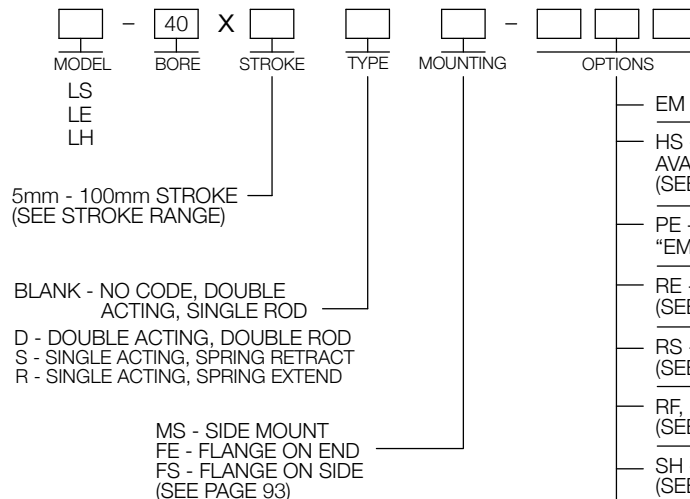 - 40 X -
MODEL BORE STROKE TYPE MOUNTING OPTIONS
LS
LE
LH
5mm - 100mm STROKE
(SEE STROKE RANGE)
BLANK - NO CODE, DOUBLE
ACTING, SINGLE ROD
D - DOUBLE ACTING, DOUBLE ROD
S - SINGLE ACTING, SPRING RETRACT
R - SINGLE ACTING, SPRING EXTEND
MS - SIDE MOUNT
FE - FLANGE ON END
FS - FLANGE ON SIDE
(SEE PAGE 93)
EM
HS
AVA
(SEE
PE -
"EM
RE -
(SEE
RS -
(SEE
RF,
(SEE
SH
(SEE